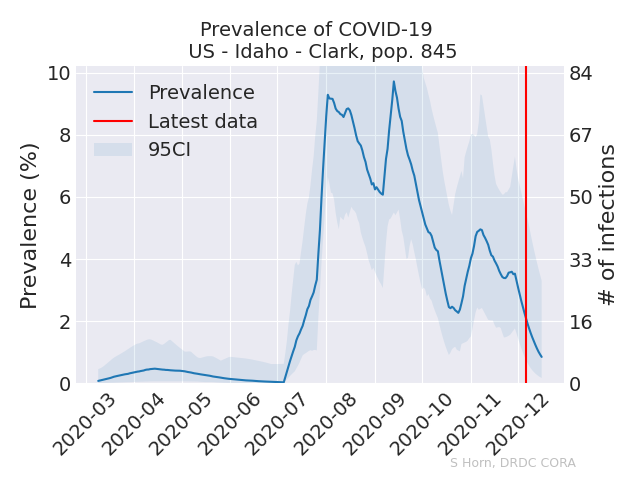 Prevalence of COVID-19
US - Idaho - Clark, pop. 845
Prevalence
Latest data
95CI
Prevalence (%)
10
8
6
4
2
0
84
67
50
33
16
0
# of infections
2020-03
2020-04
2020-05
2020-06
2020-07
2020-08
2020-09
2020-10
2020-11
2020-12
S Horn, DRDC CORA